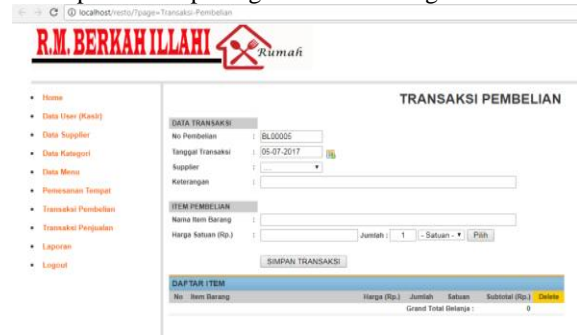 localhost/resto/?page=Transaksi-Pembelian
R.M. BERKAH ILLAHI Rumah
TRANSAKSI PEMBELIAN
Home
Data User (Kasir)
Data Supplier
Data Kategori
Data Menu
Pemesanan Tempat
Transaksi Pembelian
Transaksi Penjualan
Laporan
Logout
DATA TRANSAKSI
No Pembelian : BL00005
Tanggal Transaksi : 05-07-2017
Supplier : ....
Keterangan :
ITEM PEMBELIAN
Nama Item Barang :
Harga Satuan (Rp.) : Jumlah : 1 - Satuan - Pilih
SIMPAN TRANSAKSI
DAFTAR ITEM
No Item Barang Harga (Rp.) Jumlah Satuan Subtotal (Rp.) Delete
Grand Total Belanja : 0